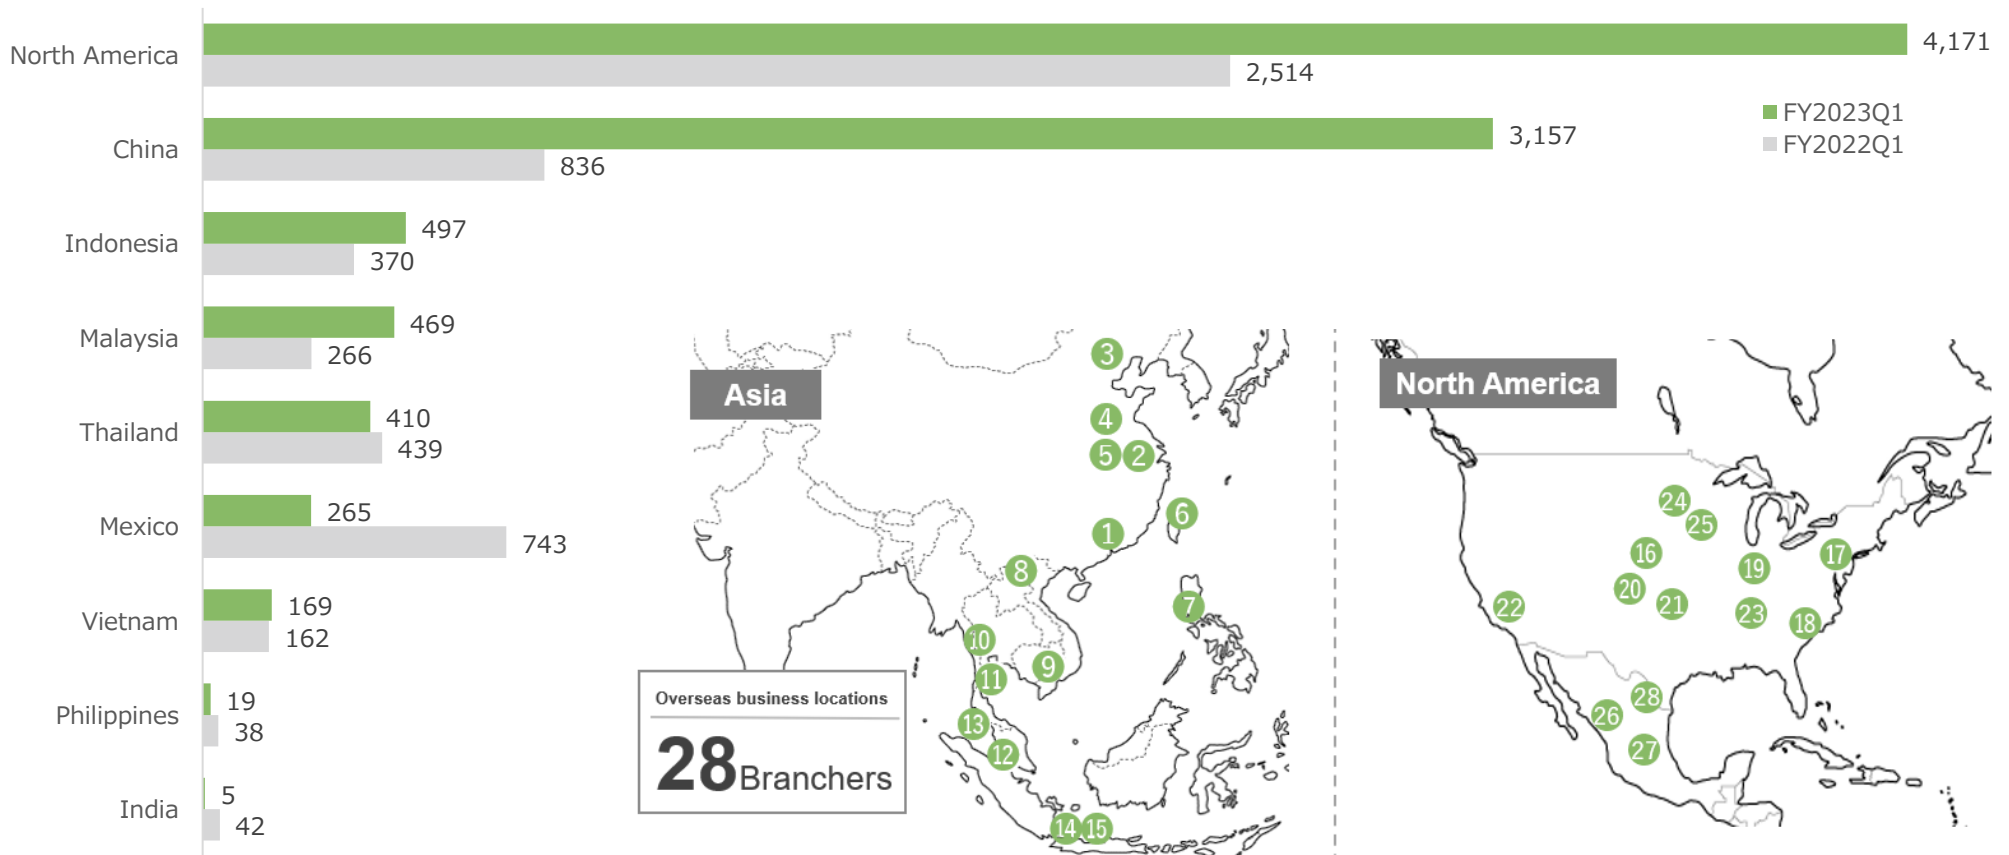 North America
4,171
2,514
FY2023Q1
FY2022Q1
China
3,157
836
Indonesia
497
370
Malaysia
469
266
Thailand
410
439
Mexico
265
743
Vietnam
169
162
Philippines
19
38
India
5
42
Asia
3
4
5 2
6
1
8
7
10
9
11
13
12
14 15
Overseas business locations
28 Branchers
North America
24
25
16
17
19
20
21
22
23
18
28
26
27